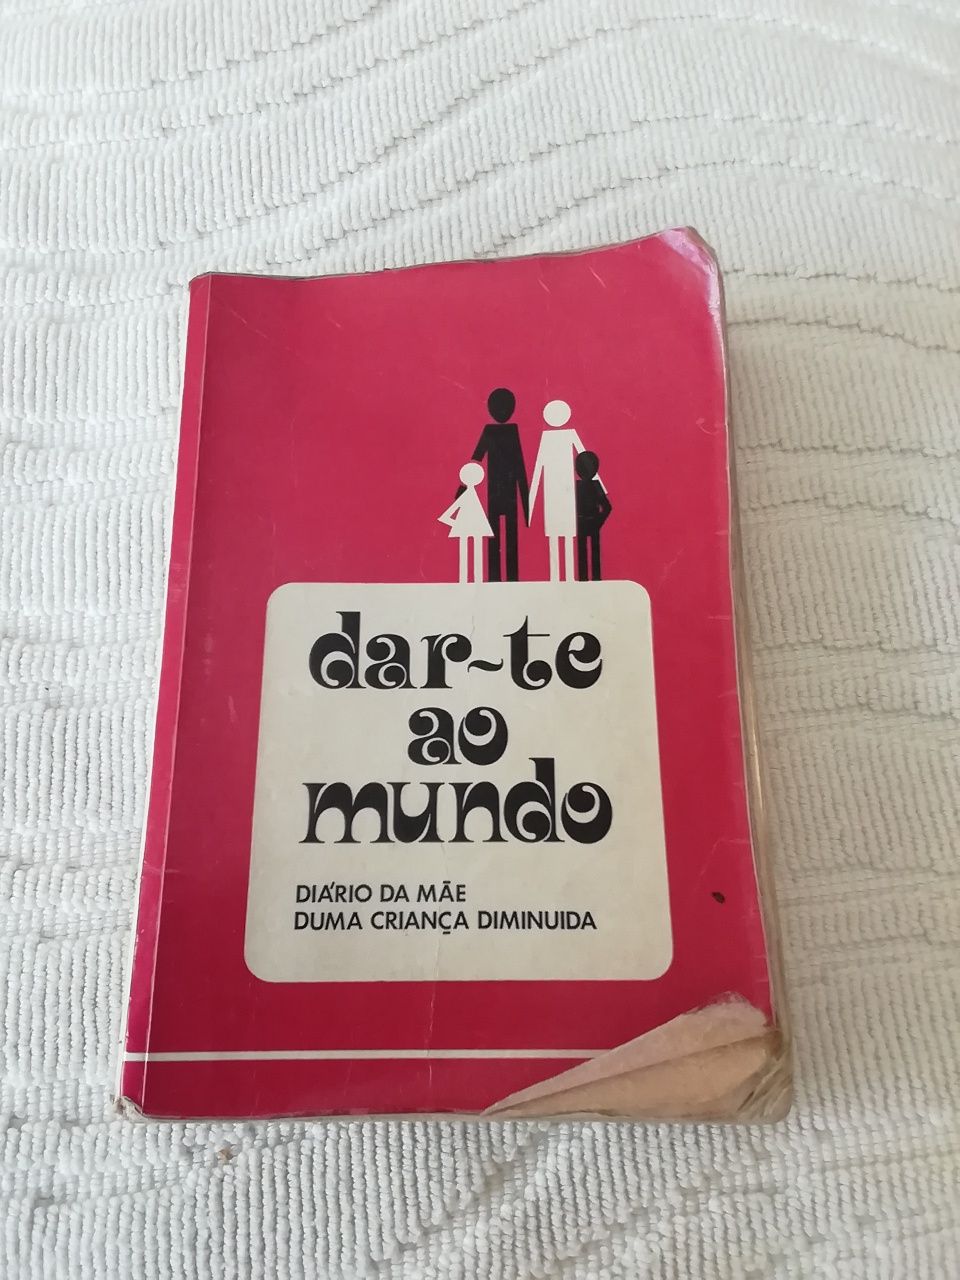 dar-te
ao
mundo
DIÁRIO DA MÃE
DUMA CRIANÇA DIMINUIDA